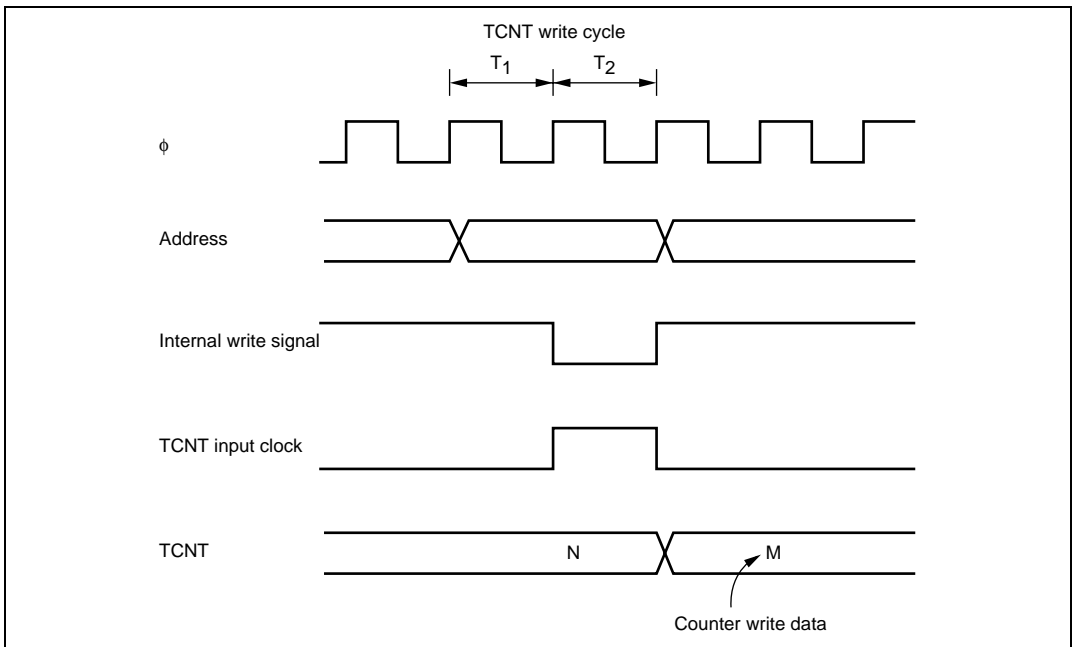 TCNT write cycle
T1 T2
ϕ
Address
Internal write signal
TCNT input clock
TCNT N M
Counter write data